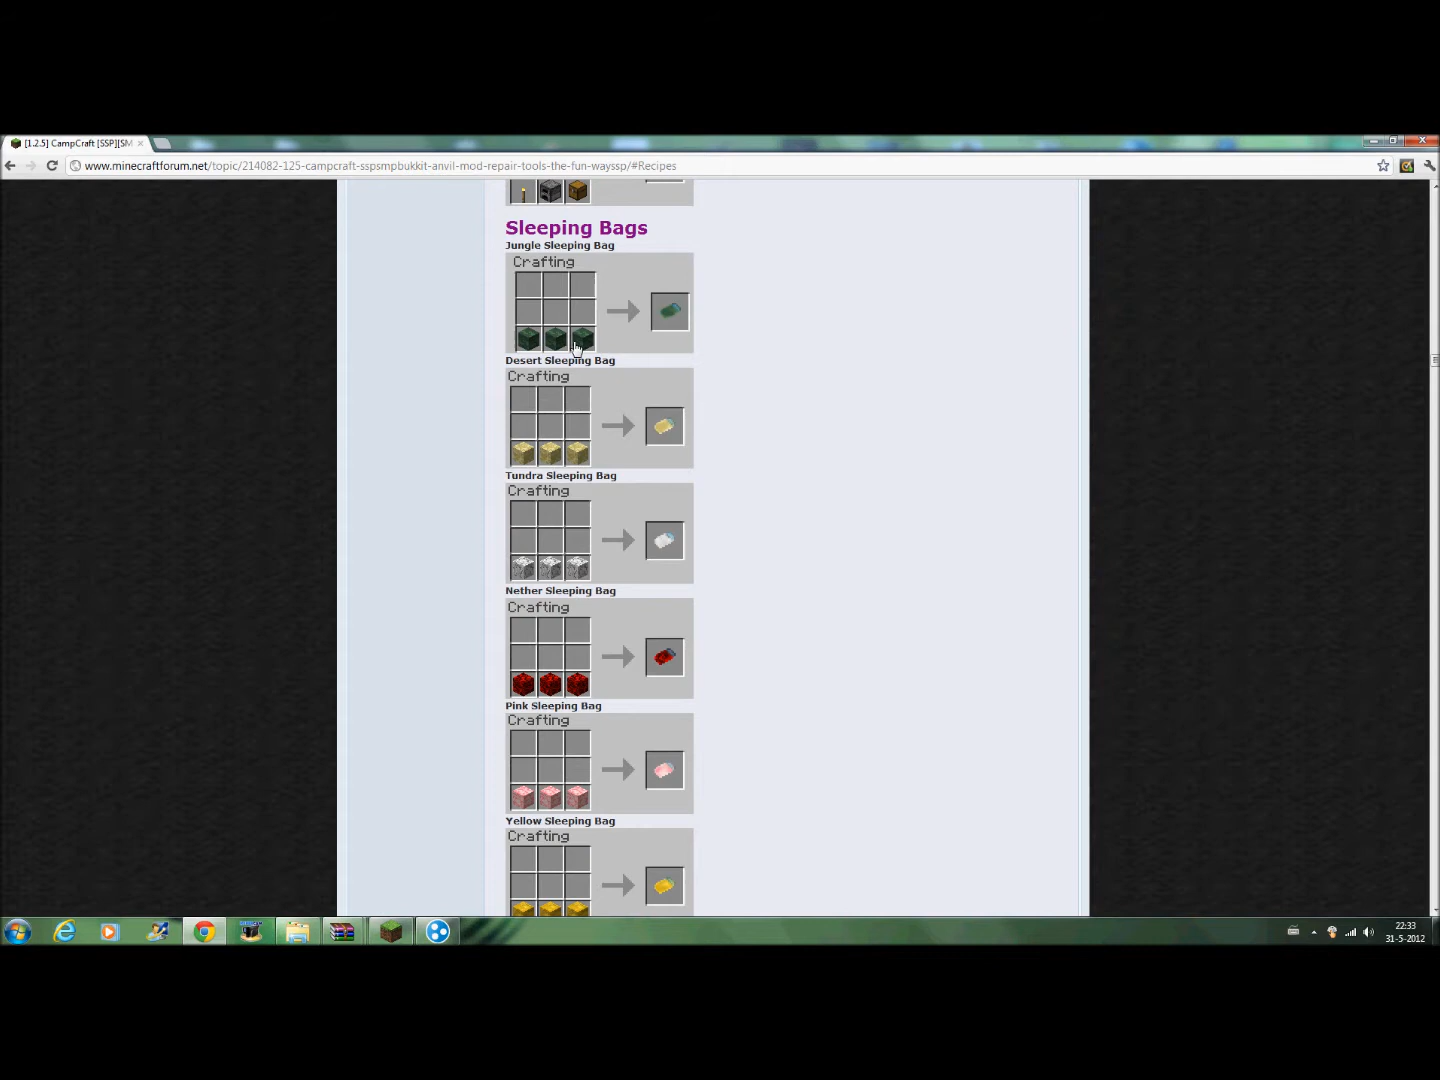 [1.2.5] CampCraft [SSP][SM
www.minecraftforum.net/topic/214082-125-campcraft-sspsmpbukkit-anvil-mod-repair-tools-the-fun-wayssp/#Recipes
Sleeping Bags
Jungle Sleeping Bag
Crafting
Desert Sleeping Bag
Crafting
Tundra Sleeping Bag
Crafting
Nether Sleeping Bag
Crafting
Pink Sleeping Bag
Crafting
Yellow Sleeping Bag
Crafting
22:33
31-5-2012